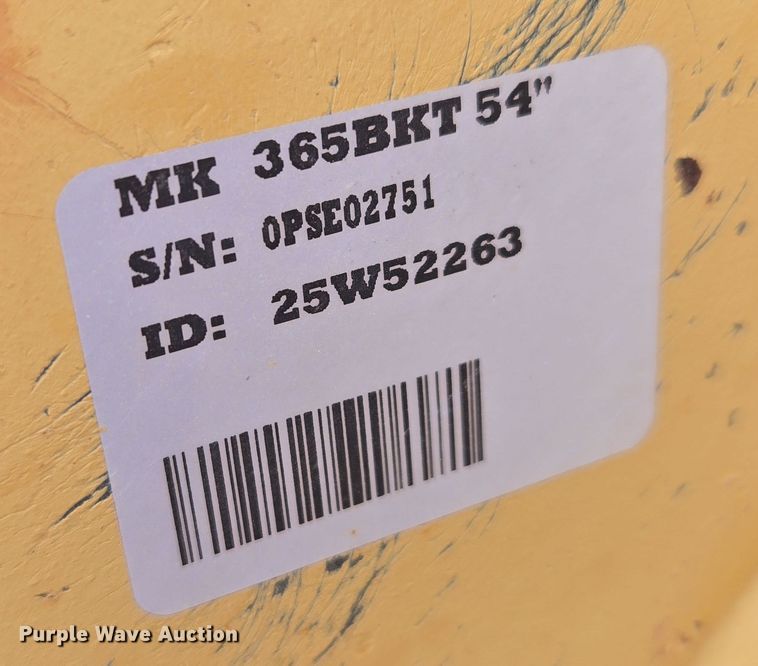 MK 365BKT 54"
S/N: 0PSE02751
ID: 25W52263
Purple Wave Auction